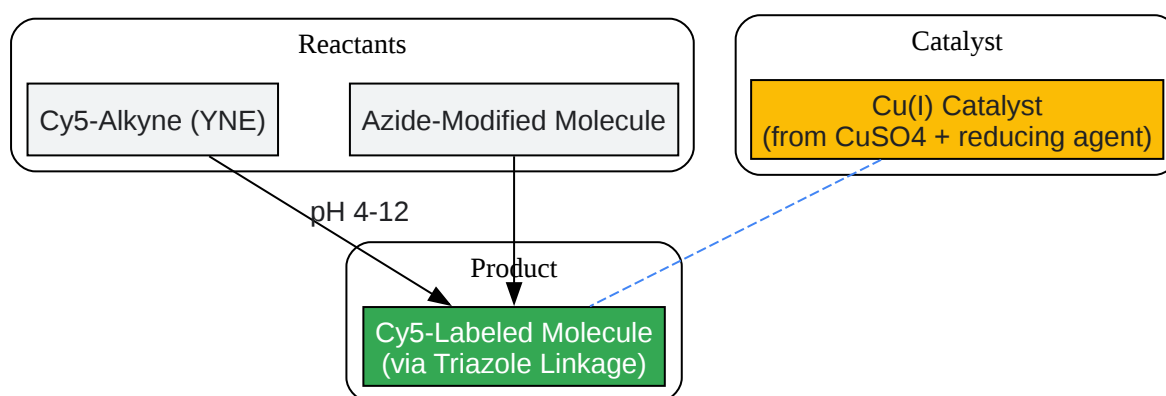 Reactants
Catalyst
Cy5-Alkyne (YNE)
Azide-Modified Molecule
Cu(I) Catalyst
(from CuSO4 + reducing agent)
pH 4-12
Product
Cy5-Labeled Molecule
(via Triazole Linkage)